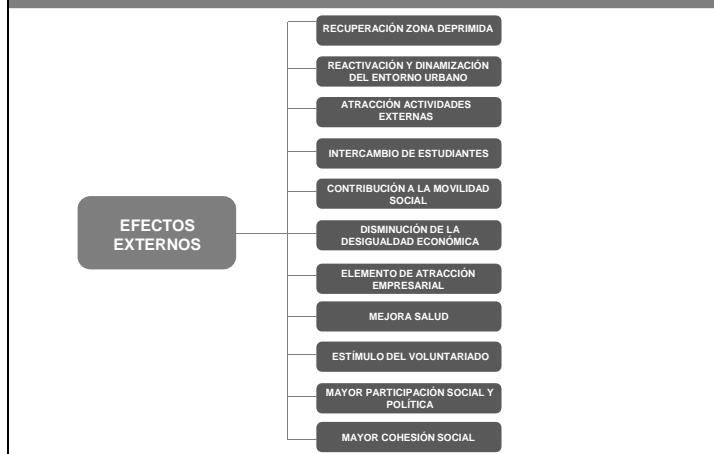 RECUPERACIÓN ZONA DEPRIMIDA
REACTIVACIÓN Y DINAMIZACIÓN
DEL ENTORNO URBANO
ATRACCIÓN ACTIVIDADES
EXTERNAS
INTERCAMBIO DE ESTUDIANTES
CONTRIBUCIÓN A LA MOVILIDAD
SOCIAL
EFECTOS
EXTERNOS
DISMINUCIÓN DE LA
DESIGUALDAD ECONÓMICA
ELEMENTO DE ATRACCIÓN
EMPRESARIAL
MEJORA SALUD
ESTÍMULO DEL VOLUNTARIADO
MAYOR PARTICIPACIÓN SOCIAL Y
POLÍTICA
MAYOR COHESIÓN SOCIAL